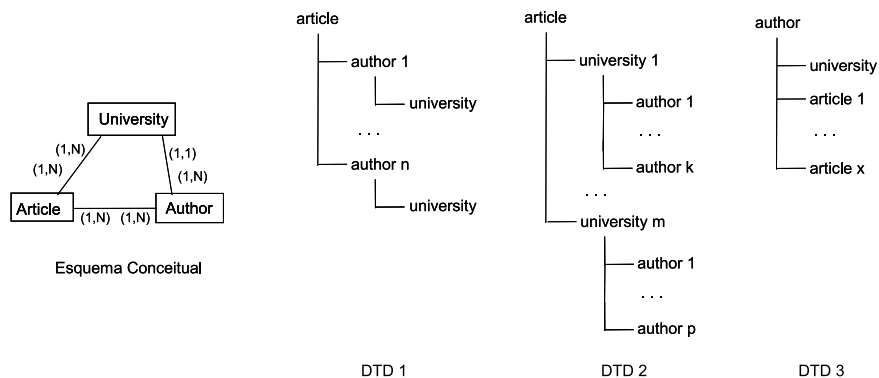 University
(1,N)
(1,1)
(1,N)
(1,N)
Article
Author
(1,N)
(1,N)
Esquema Conceitual
article
author 1
university
. . .
author n
university
DTD 1
article
university 1
author 1
. . .
author k
. . .
university m
author 1
. . .
author p
DTD 2
author
university
article 1
. . .
article x
DTD 3